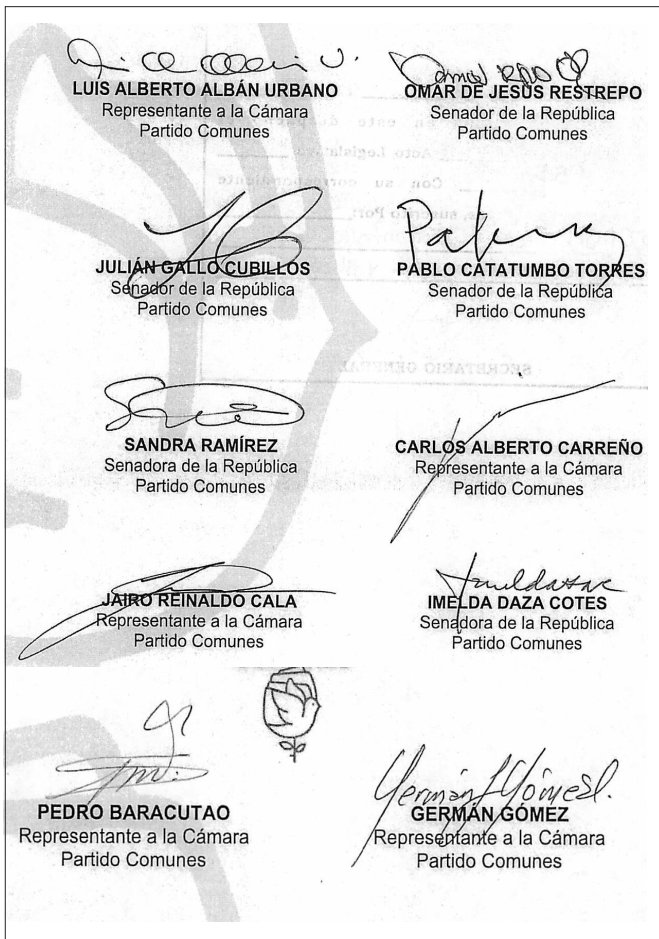 LUIS ALBERTO ALBÁN URBANO
Representante a la Cámara
Partido Comunes
OMAR DE JESÚS RESTREPO
Senador de la República
Partido Comunes
JULIÁN GALLO CUBILLOS
Senador de la República
Partido Comunes
PABLO CATATUMBO TORRES
Senador de la República
Partido Comunes
SECRETARIO GENERAL
SANDRA RAMÍREZ
Senadora de la República
Partido Comunes
CARLOS ALBERTO CARREÑO
Representante a la Cámara
Partido Comunes
JAIRO REINALDO CALA
Representante a la Cámara
Partido Comunes
IMELDA DAZA COTES
Senadora de la República
Partido Comunes
PEDRO BARACUTAO
Representante a la Cámara
Partido Comunes
Germán Gómez
GERMÁN GÓMEZ
Representante a la Cámara
Partido Comunes